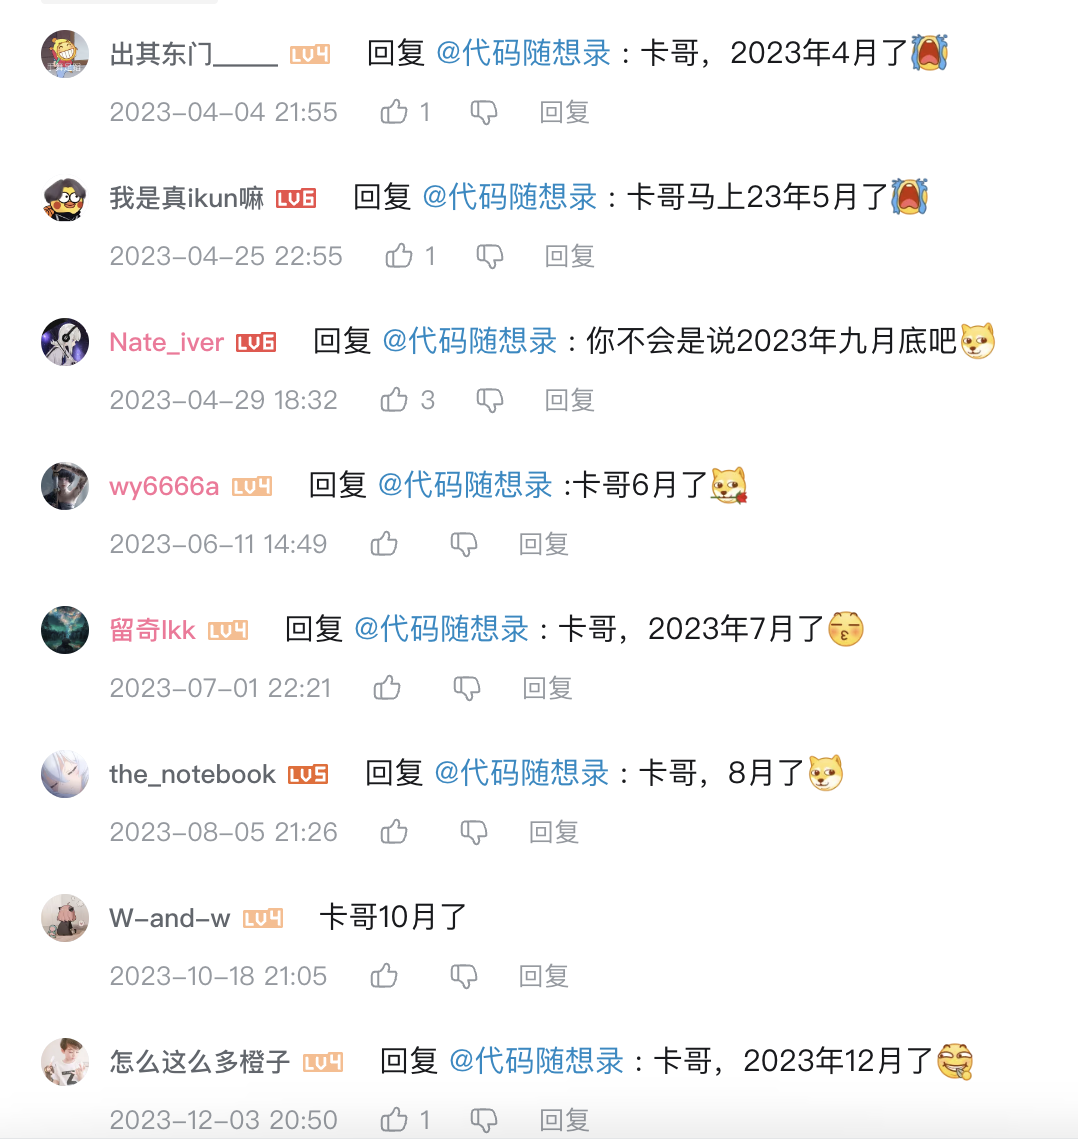 出其东门_____ LV4 回复 @代码随想录 : 卡哥，2023年4月了
2023-04-04 21:55 1 回复
我是真ikun嘛 LV6 回复 @代码随想录 : 卡哥马上23年5月了
2023-04-25 22:55 1 回复
Nate_iver LV6 回复 @代码随想录 : 你不会是说2023年九月底吧
2023-04-29 18:32 3 回复
wy6666a LV4 回复 @代码随想录 :卡哥6月了
2023-06-11 14:49 回复
留奇lkk LV4 回复 @代码随想录 : 卡哥，2023年7月了
2023-07-01 22:21 回复
the_notebook LV5 回复 @代码随想录 : 卡哥，8月了
2023-08-05 21:26 回复
W-and-w LV4 卡哥10月了
2023-10-18 21:05 回复
怎么这么多橙子 LV4 回复 @代码随想录 : 卡哥，2023年12月了
2023-12-03 20:50 1 回复